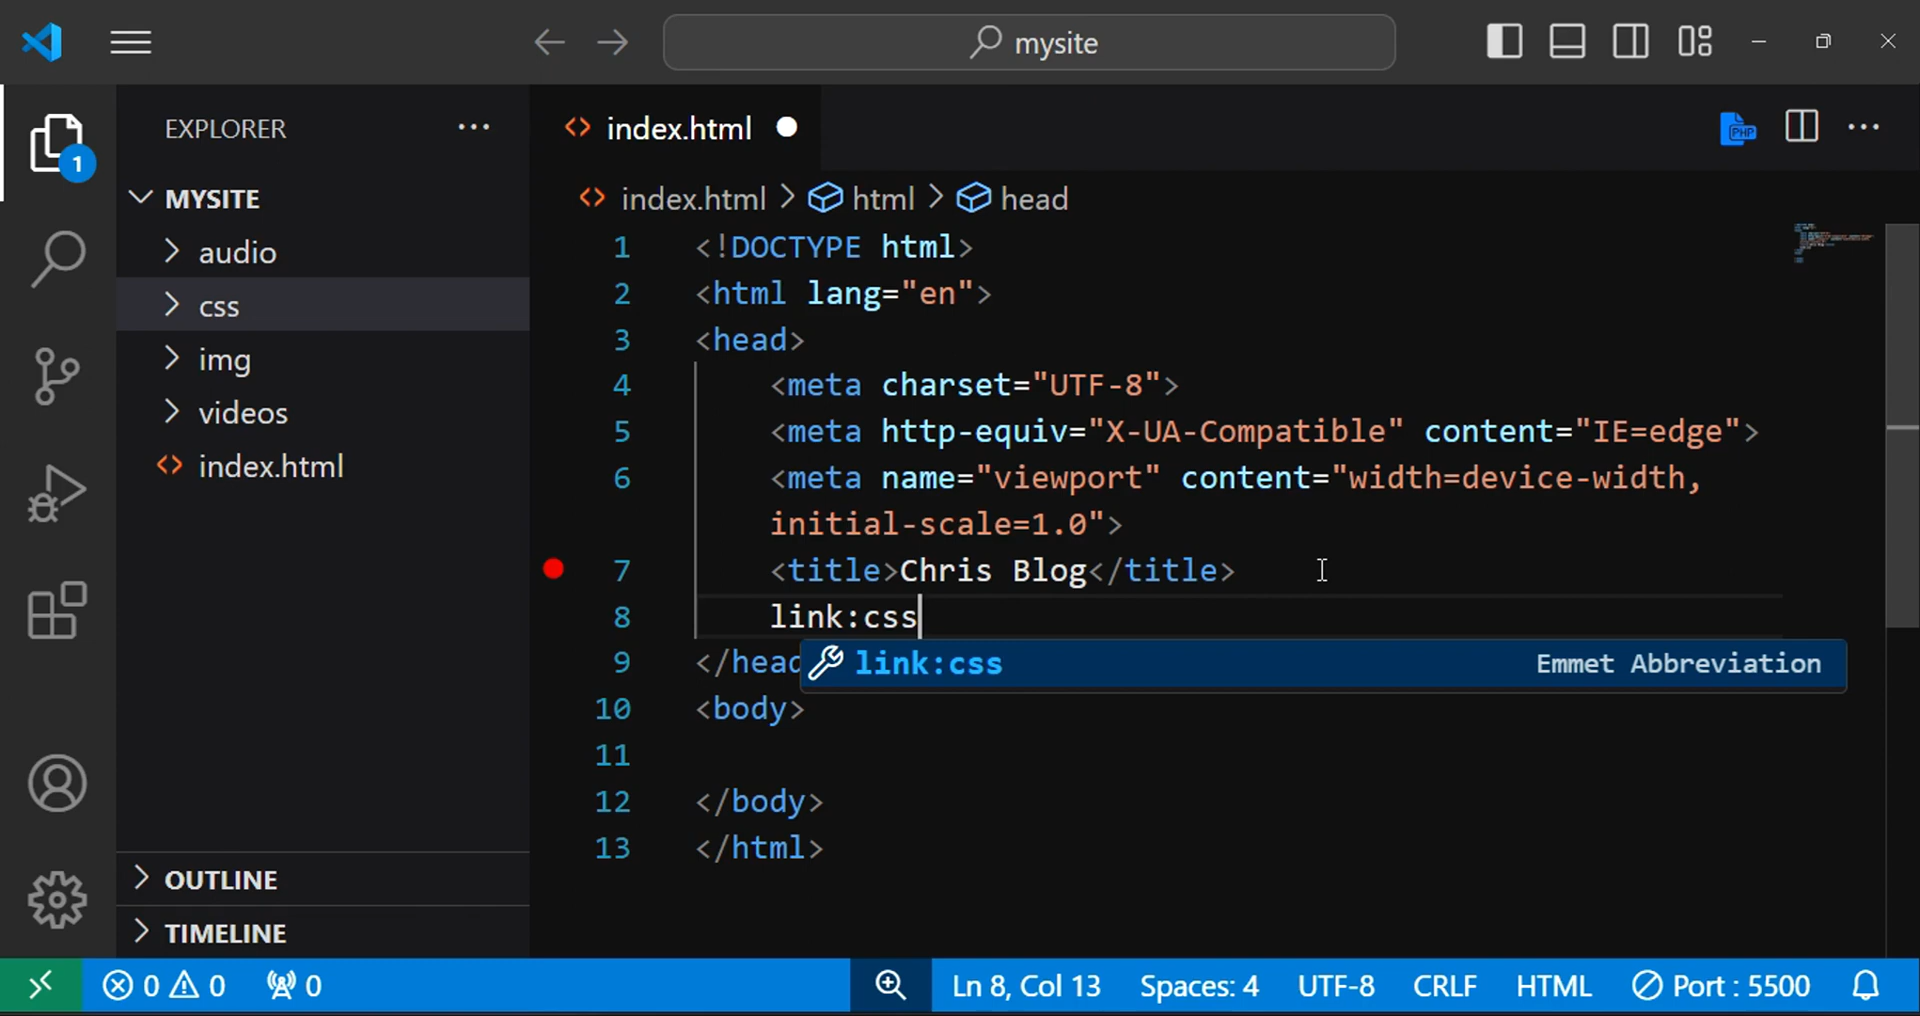 mysite
EXPLORER
1
MYSITE
audio
css
img
videos
index.html
OUTLINE
TIMELINE
index.html
PHP
index.html > html > head
1 <!DOCTYPE html>
2 <html lang="en">
3 <head>
4 <meta charset="UTF-8">
5 <meta http-equiv="X-UA-Compatible" content="IE=edge">
6 <meta name="viewport" content="width=device-width,
initial-scale=1.0">
7 <title>Chris Blog</title>
8 link:css
9 </head
link:css Emmet Abbreviation
10 <body>
11
12 </body>
13 </html>
0 0 0 Ln 8, Col 13 Spaces: 4 UTF-8 CRLF HTML Port : 5500